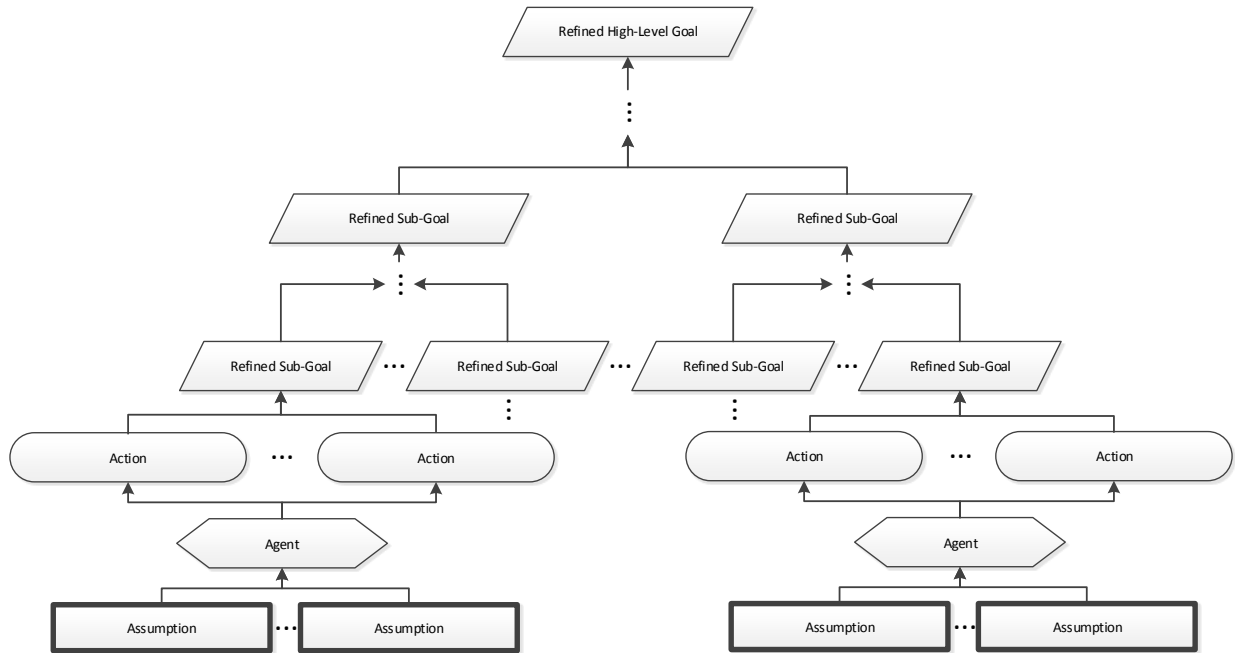 Refined High-Level Goal
Refined Sub-Goal
Refined Sub-Goal
Refined Sub-Goal
Refined Sub-Goal
Refined Sub-Goal
Refined Sub-Goal
Action
Action
Action
Action
Agent
Agent
Assumption
Assumption
Assumption
Assumption